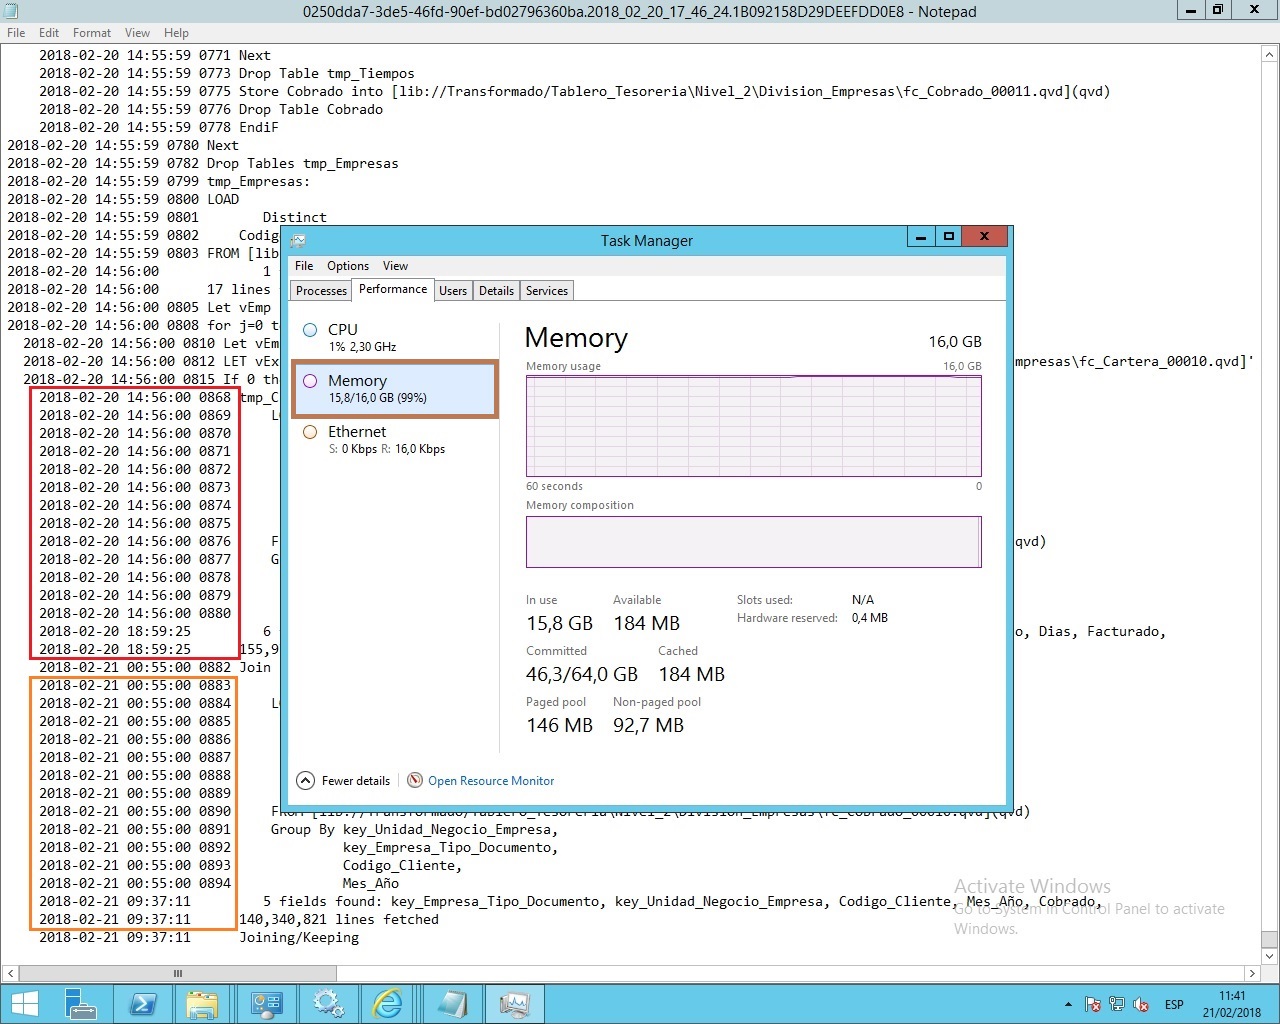 0250dda7-3de5-46fd-90ef-bd02796360ba.2018_02_20_17_46_24.1B092158D29DEEFDD0E8 - Notepad
File Edit Format View Help
2018-02-20 14:55:59 0771 Next
2018-02-20 14:55:59 0773 Drop Table tmp_Tiempos
2018-02-20 14:55:59 0775 Store Cobrado into [lib://Transformado/Tablero_Tesoreria\Nivel_2\Division_Empresas\fc_Cobrado_00011.qvd](qvd)
2018-02-20 14:55:59 0776 Drop Table Cobrado
2018-02-20 14:55:59 0778 EndiF
2018-02-20 14:55:59 0780 Next
2018-02-20 14:55:59 0782 Drop Tables tmp_Empresas
2018-02-20 14:55:59 0799 tmp_Empresas:
2018-02-20 14:55:59 0800 LOAD
2018-02-20 14:55:59 0801 Distinct
2018-02-20 14:55:59 0802 Codig
2018-02-20 14:55:59 0803 FROM [lib
2018-02-20 14:56:00 1
2018-02-20 14:56:00 17 lines
2018-02-20 14:56:00 0805 Let vEmp
2018-02-20 14:56:00 0808 for j=0 t
2018-02-20 14:56:00 0810 Let vEm
2018-02-20 14:56:00 0812 LET vEx mpresas\fc_Cartera_00010.qvd]'
2018-02-20 14:56:00 0815 If 0 th
2018-02-20 14:56:00 0868 tmp_C
2018-02-20 14:56:00 0869 L
2018-02-20 14:56:00 0870
2018-02-20 14:56:00 0871
2018-02-20 14:56:00 0872
2018-02-20 14:56:00 0873
2018-02-20 14:56:00 0874
2018-02-20 14:56:00 0875
2018-02-20 14:56:00 0876 F qvd)
2018-02-20 14:56:00 0877 G
2018-02-20 14:56:00 0878
2018-02-20 14:56:00 0879
2018-02-20 14:56:00 0880
2018-02-20 18:59:25 6 o, Dias, Facturado,
2018-02-20 18:59:25 155,9
2018-02-21 00:55:00 0882 Join
2018-02-21 00:55:00 0883
2018-02-21 00:55:00 0884 L
2018-02-21 00:55:00 0885
2018-02-21 00:55:00 0886
2018-02-21 00:55:00 0887
2018-02-21 00:55:00 0888
2018-02-21 00:55:00 0889
2018-02-21 00:55:00 0890 FROM [lib://Transformado/Tablero_Tesoreria\Nivel_2\Division_Empresas\fc_Cobrado_00010.qvd](qvd)
2018-02-21 00:55:00 0891 Group By key_Unidad_Negocio_Empresa,
2018-02-21 00:55:00 0892 key_Empresa_Tipo_Documento,
2018-02-21 00:55:00 0893 Codigo_Cliente,
2018-02-21 00:55:00 0894 Mes_Año
2018-02-21 09:37:11 5 fields found: key_Empresa_Tipo_Documento, key_Unidad_Negocio_Empresa, Codigo_Cliente, Mes_Año, Cobrado,
2018-02-21 09:37:11 140,340,821 lines fetched
2018-02-21 09:37:11 Joining/Keeping
Task Manager
File Options View
Processes Performance Users Details Services
CPU
1% 2,30 GHz
Memory
15,8/16,0 GB (99%)
Ethernet
S: 0 Kbps R: 16,0 Kbps
Memory 16,0 GB
Memory usage 16,0 GB
60 seconds 0
Memory composition
In use Available Slots used: N/A
15,8 GB 184 MB Hardware reserved: 0,4 MB
Committed Cached
46,3/64,0 GB 184 MB
Paged pool Non-paged pool
146 MB 92,7 MB
Fewer details Open Resource Monitor
Activate Windows
Go to System in Control Panel to activate
Windows.
ESP
11:41
21/02/2018